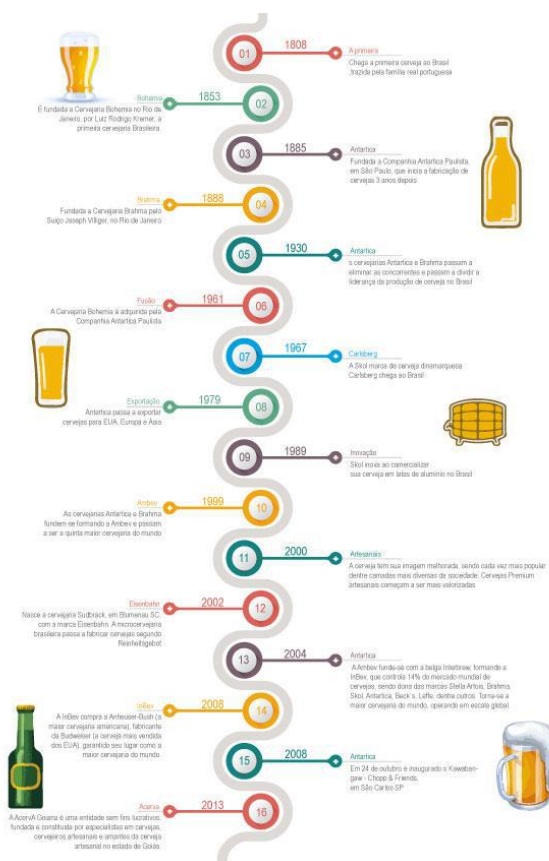 01
1808
A primeira
Chega a primeira cerveja ao Brasil
trazida pela família real portuguesa
Bohemia
1853
02
É fundada a Cervejaria Bohemia no Rio de
Janeiro, por Luiz Rodrigo Kremer, a
primeira cervejaria Brasileira.
03
1885
Antartica
Fundada a Companhia Antartica Paulista
em São Paulo, que inicia a fabricação de
cervejas 3 anos depois
Brahma
1888
04
Fundada a Cervejaria Brahma pelo
Suiço Joseph Villiger, no Rio de Janeiro
05
1930
Antartica
s cervejarias Antartica e Brahma passam a
eliminar as concorrentes e passam a dividir a
liderança da produção de cerveja no Brasil
Fusão
1961
06
A Cervejaria Bohemia é adquirida pela
Companhia Antartica Paulista
07
1967
Carlsberg
A Skol marca de cerveja dinamarquesa
Carlsberg chega ao Brasil
Exportação
1979
08
Antartica passa a exportar
cervejas para EUA, Europa e Ásia
09
1989
Inovação
Skol inova ao comercializar
sua cerveja em latas de alumínio no Brasil
Ambev
1999
10
As cervejarias Antartica e Brahma
fundem-se formando a Ambev e passam
a ser a quinta maior cervejaria do mundo
11
2000
Artesanais
A cerveja tem sua imagem melhorada, sendo cada vez mais popular
dentre camadas mais diversas da sociedade. Cervejas Premium
artesanais começam a ser mais valorizadas
Eisenbahn
2002
12
Nasce a cervejaria Sudbrack, em Blumenau SC,
com a marca Eisenbahn. A microcervejaria
brasileira passa a fabricar cervejas segundo
Reinheitsgebot
13
2004
Antartica
A Ambev funde-se com a belga Interbrew, formando a
InBev, que controla 14% do mercado mundial de
cervejas, sendo dona das marcas Stella Artois, Brahma,
Skol, Antartica, Beck's, Leffe, dentre outros. Torna-se a
maior cervejaria do mundo, operando em escala global.
InBev
2008
14
A InBev compra a Anheuser-Bush (a
maior cervejaria americana), fabricante
da Budweiser (a cerveja mais vendida
dos EUA), garantido seu lugar como a
maior cervejaria do mundo.
15
2008
Antartica
Em 24 de outubro é inaugurado o Kawaban-
gaw - Chopp & Friends,
em São Carlos-SP
Acerva
2013
16
A AcervA Goiana é uma entidade sem fins lucrativos,
fundada e constituída por especialistas em cervejas,
cervejeiros artesanais e amantes da cerveja
artesanal no estado de Goiás.